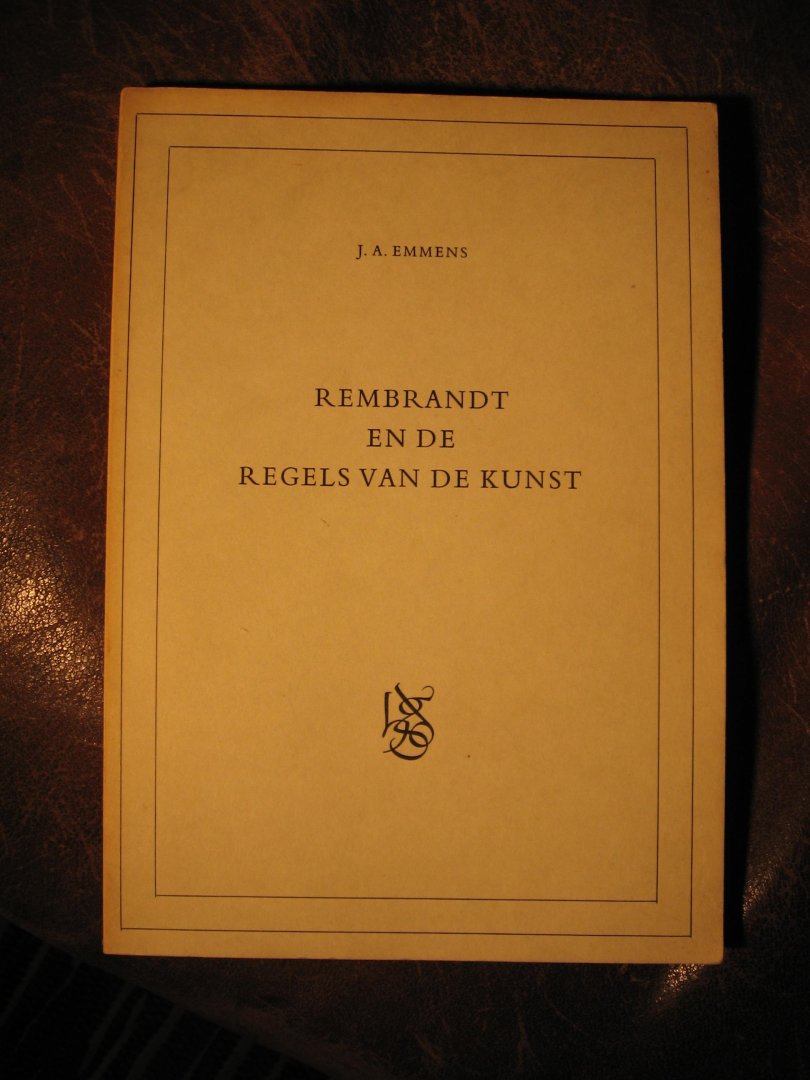 J. A. EMMENS
REMBRANDT
EN DE
REGELS VAN DE KUNST